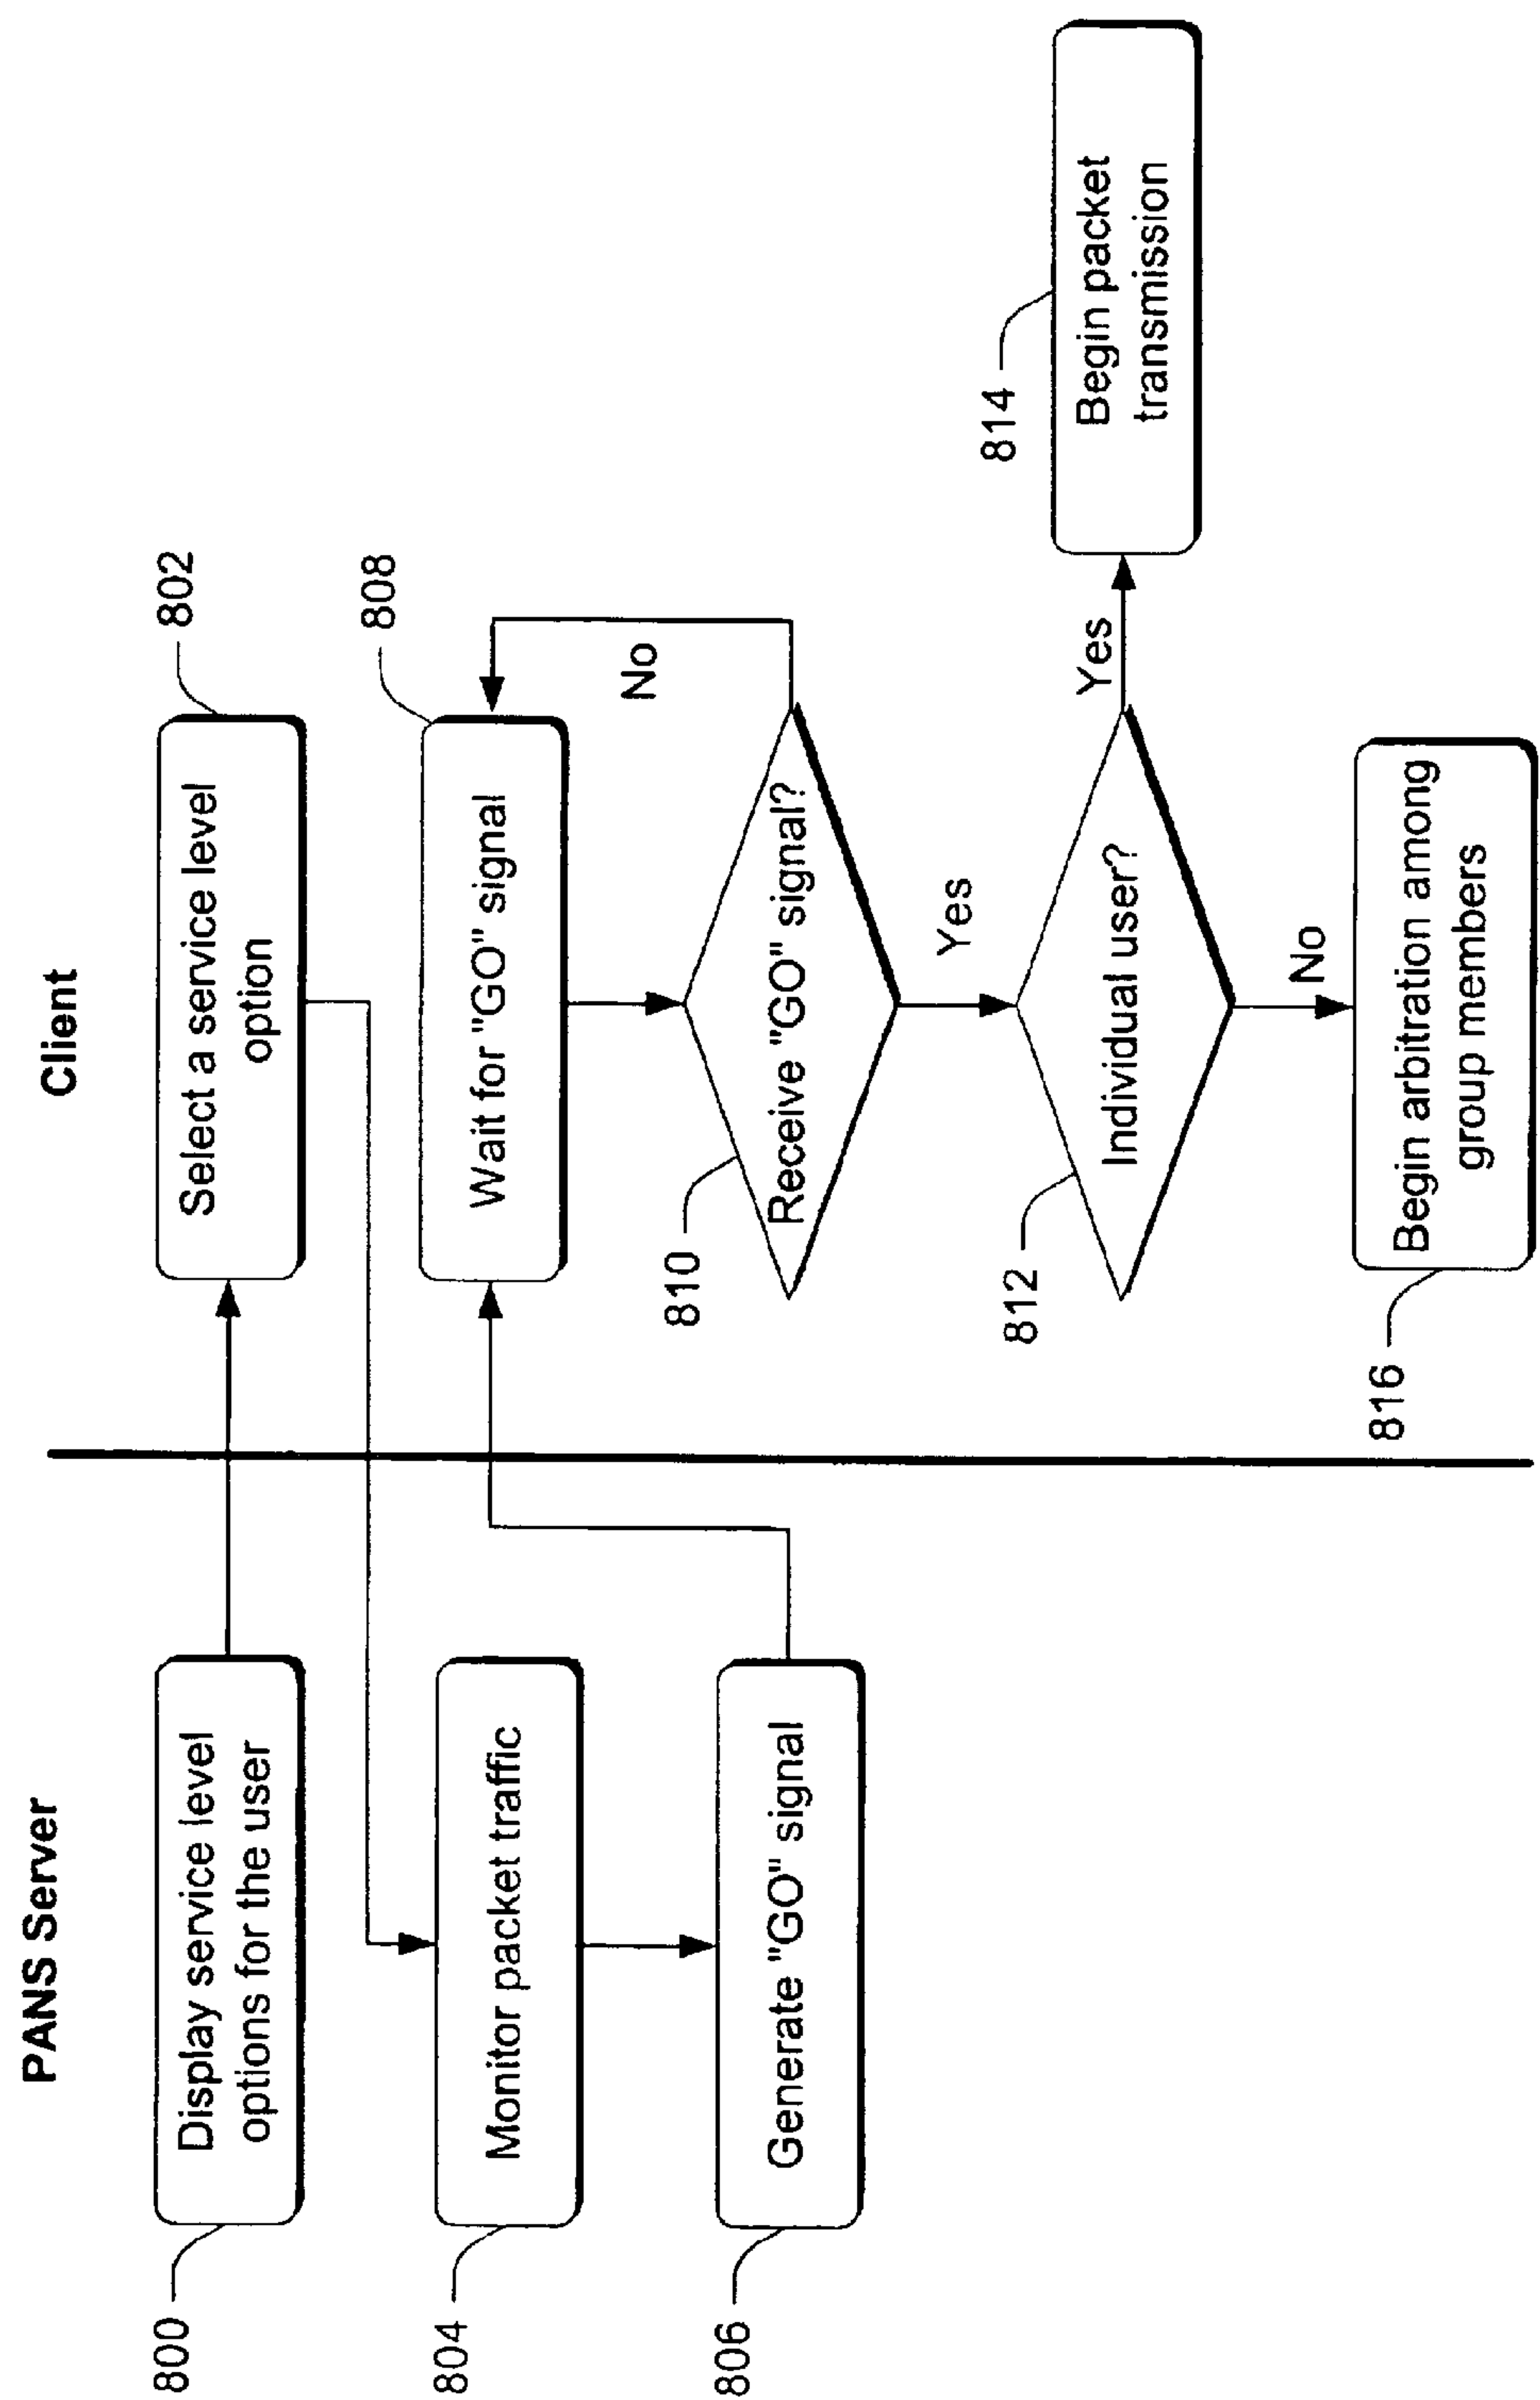 PANS Server
Client
800
Display service level
options for the user
802
Select a service level
option
804
Monitor packet traffic
808
Wait for "GO" signal
806
Generate "GO" signal
810
Receive "GO" signal?
No
Yes
812
Individual user?
Yes
814
Begin packet
transmission
No
816
Begin arbitration among
group members